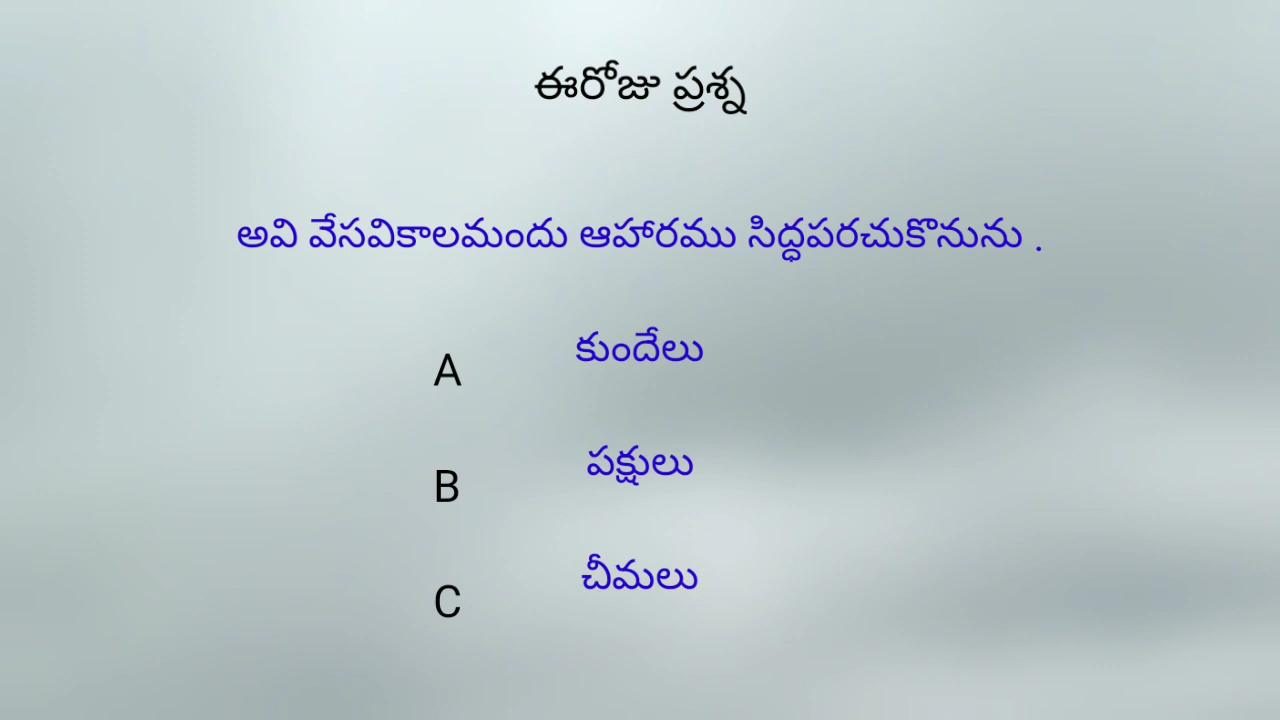 ఈరోజు ప్రశ్న
అవి వేసవికాలమందు ఆహారము సిద్ధపరచుకొనును .
A కుందేలు
B పక్షులు
C చీమలు